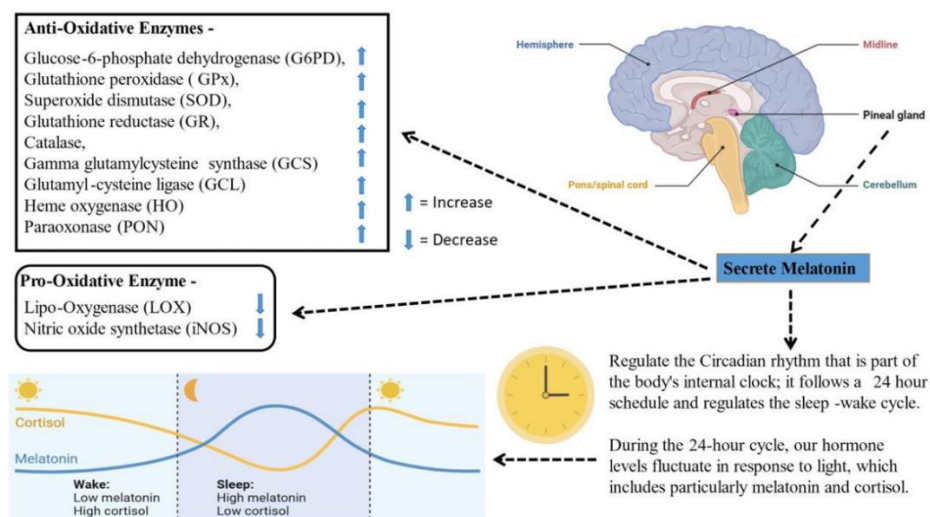 Anti-Oxidative Enzymes -
Glucose-6-phosphate dehydrogenase (G6PD),
Glutathione peroxidase ( GPx)
Superoxide dismutase (SOD),
Glutathione reductase (GR),
Catalase,
Gamma glutamylcysteine synthase (GCS)
Glutamyl-cysteine ligase (GCL)
Heme oxygenase (HO)
Paraoxonase (PON)
= Increase
= Decrease
Hemisphere
Midline
Pineal gland
Pons/spinal cord
Cerebellum
Secrete Melatonin
Pro-Oxidative Enzyme -
Lipo-Oxygenase (LOX)
Nitric oxide synthetase (iNOS)
Regulate the Circadian rhythm that is part of
the body's internal clock; it follows a 24 hour
schedule and regulates the sleep -wake cycle.
During the 24-hour cycle, our hormone
levels fluctuate in response to light, which
includes particularly melatonin and cortisol.
Cortisol
Melatonin
Wake:
Low melatonin
High cortisol
Sleep:
High melatonin
Low cortisol